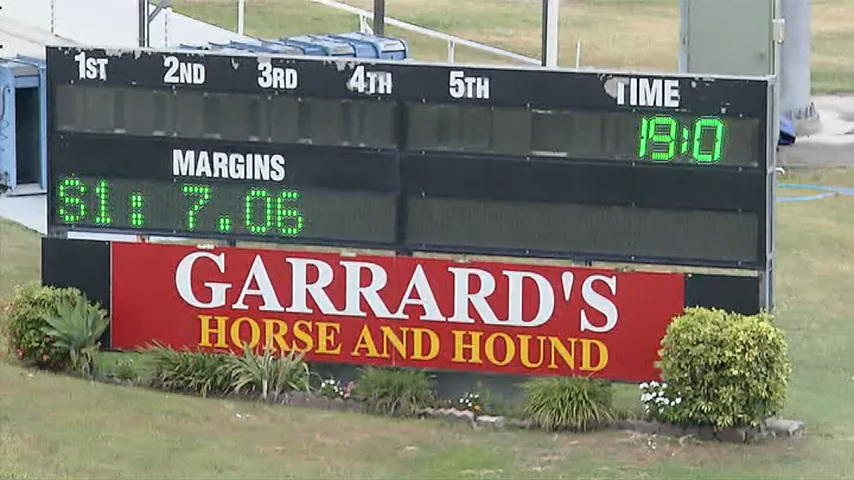 1ST 2ND 3RD 4TH 5TH TIME
19:0
MARGINS
S1: 7.06
GARRARD'S
HORSE AND HOUND